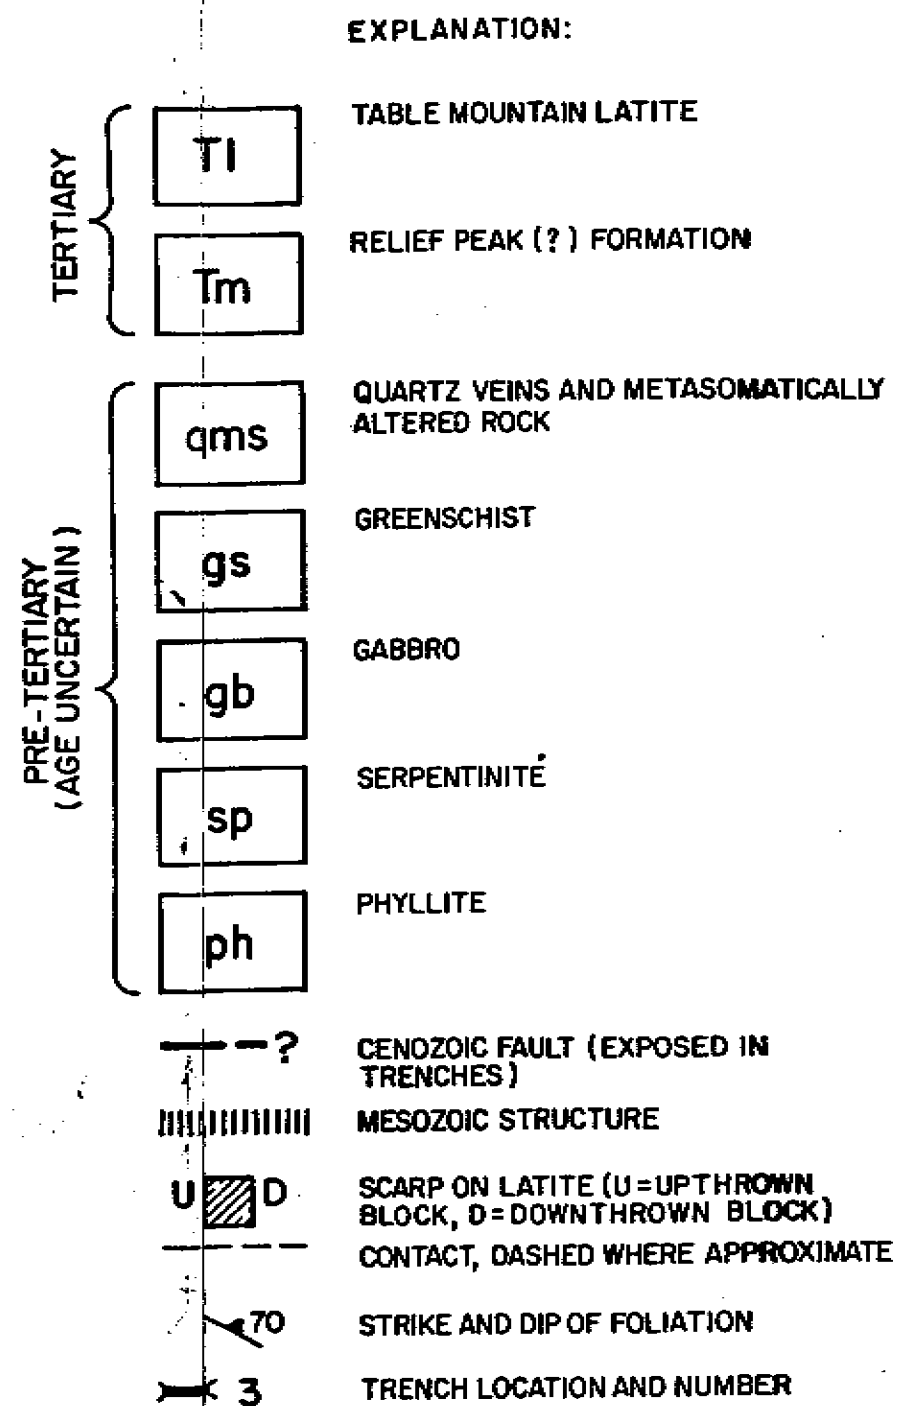 EXPLANATION:
TERTIARY
Tl
TABLE MOUNTAIN LATITE
Tm
RELIEF PEAK (?) FORMATION
PRE-TERTIARY
(AGE UNCERTAIN)
qms
QUARTZ VEINS AND METASOMATICALLY
ALTERED ROCK
gs
GREENSCHIST
gb
GABBRO
sp
SERPENTINITE
ph
PHYLLITE
?
CENOZOIC FAULT (EXPOSED IN
TRENCHES)
MESOZOIC STRUCTURE
U D
SCARP ON LATITE (U=UPTHROWN
BLOCK, D=DOWNTHROWN BLOCK)
CONTACT, DASHED WHERE APPROXIMATE
70
STRIKE AND DIP OF FOLIATION
3
TRENCH LOCATION AND NUMBER